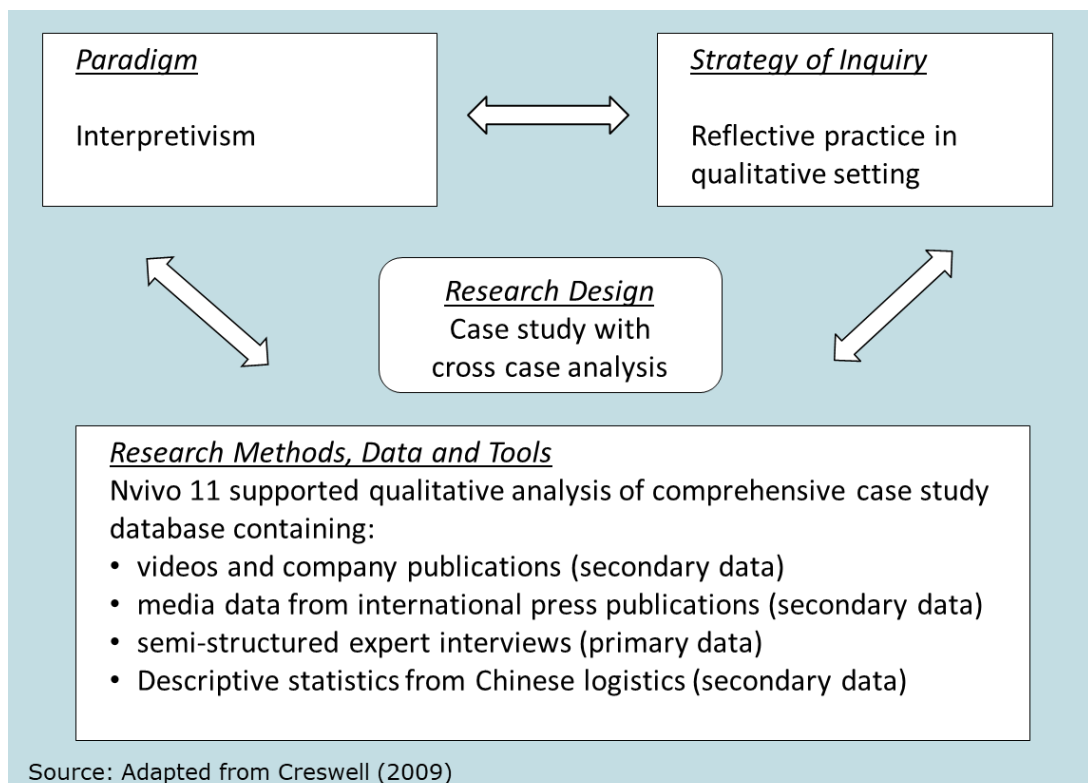 Paradigm
Interpretivism
Strategy of Inquiry
Reflective practice in
qualitative setting
Research Design
Case study with
cross case analysis
Research Methods, Data and Tools
Nvivo 11 supported qualitative analysis of comprehensive case study
database containing:
• videos and company publications (secondary data)
• media data from international press publications (secondary data)
• semi-structured expert interviews (primary data)
• Descriptive statistics from Chinese logistics (secondary data)
Source: Adapted from Creswell (2009)